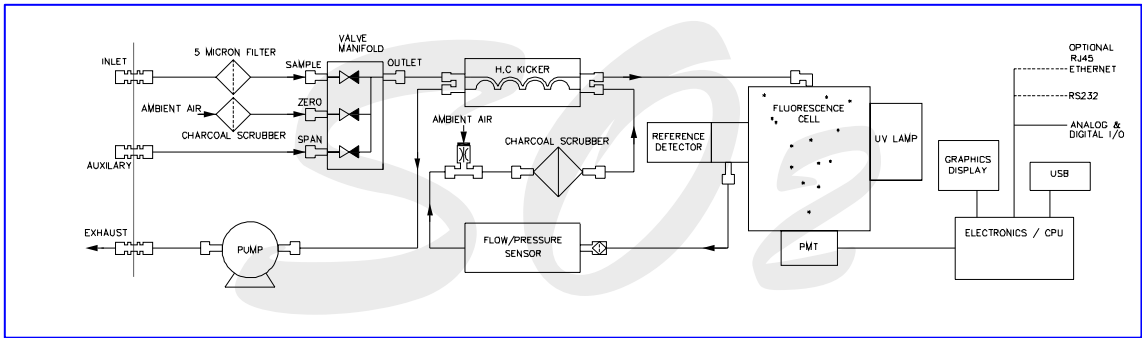 INLET
5 MICRON FILTER
SAMPLE
VALVE
MANIFOLD
OUTLET
H,C KICKER
OPTIONAL
RJ45
ETHERNET
RS232
ANALOG &
DIGITAL I/O
AMBIENT AIR
ZERO
CHARCOAL SCRUBBER
SPAN
AUXILARY
AMBIENT AIR
CHARCOAL SCRUBBER
REFERENCE
DETECTOR
FLUORESCENCE
CELL
UV LAMP
GRAPHICS
DISPLAY
USB
EXHAUST
PUMP
FLOW/PRESSURE
SENSOR
PMT
ELECTRONICS / CPU
SO2